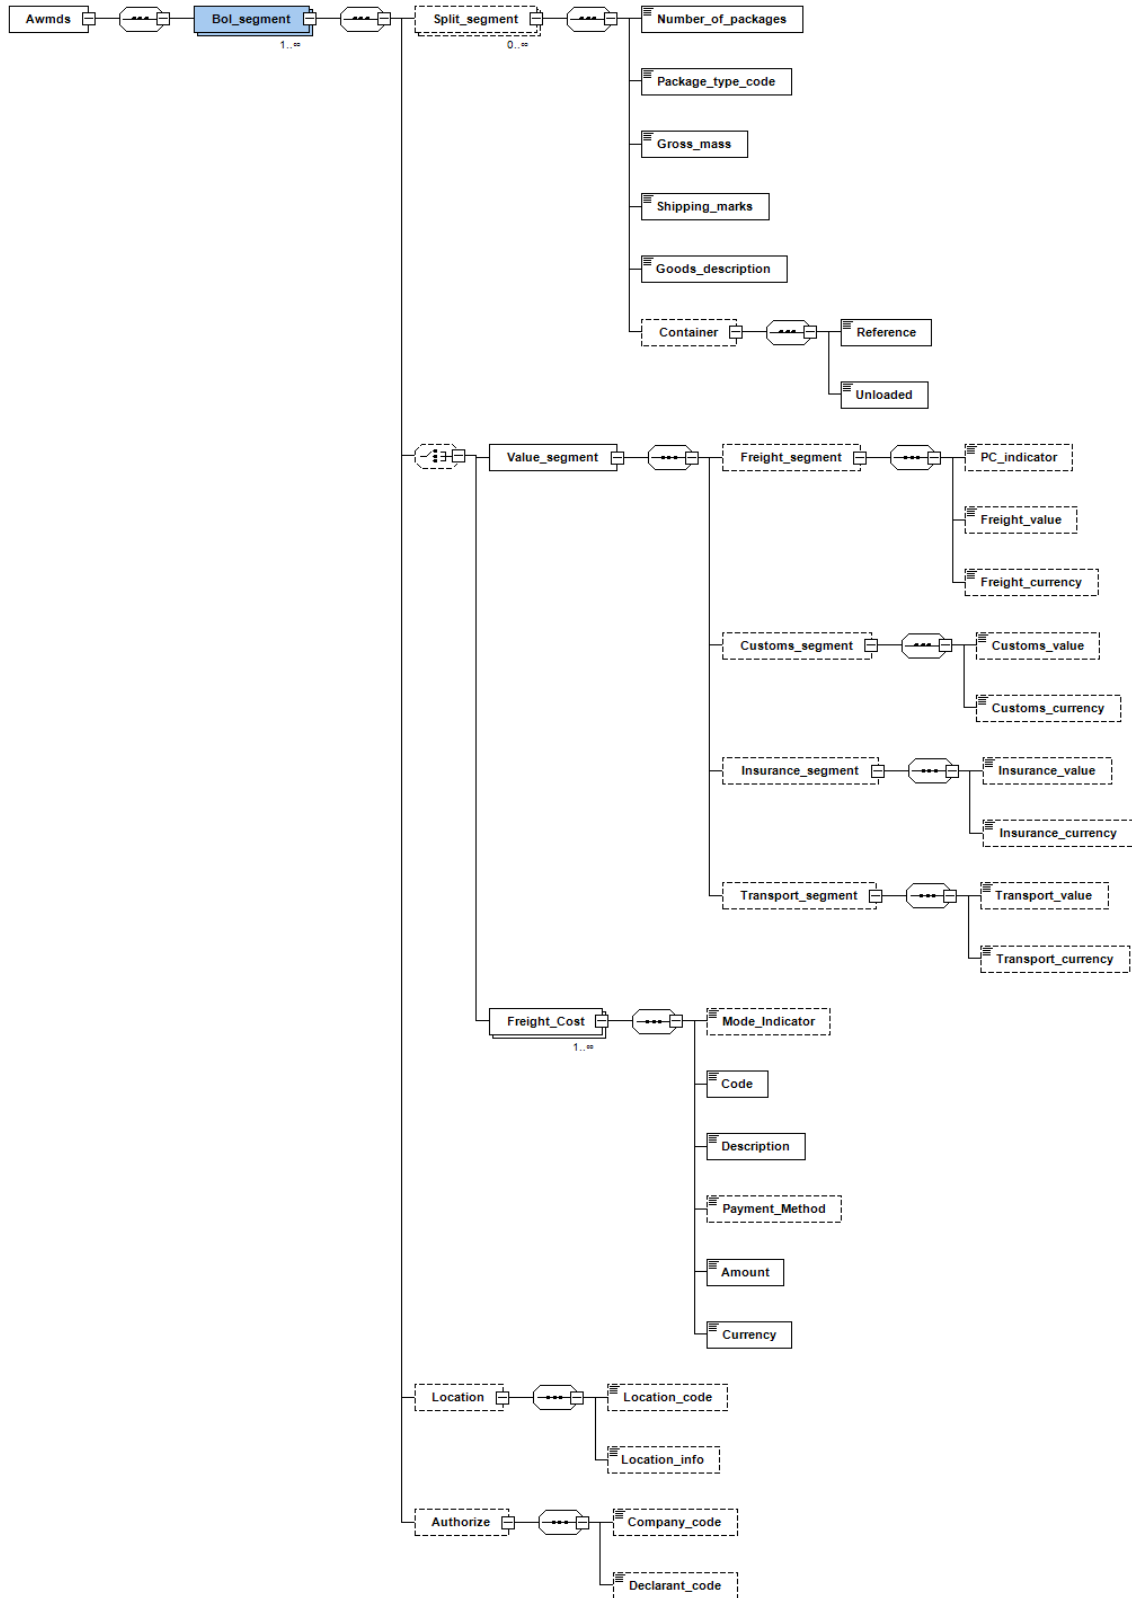 Awmds
Bol_segment
1..∞
Split_segment
0..∞
Number_of_packages
Package_type_code
Gross_mass
Shipping_marks
Goods_description
Container
Reference
Unloaded
Value_segment
Freight_segment
PC_indicator
Freight_value
Freight_currency
Customs_segment
Customs_value
Customs_currency
Insurance_segment
Insurance_value
Insurance_currency
Transport_segment
Transport_value
Transport_currency
Freight_Cost
1..∞
Mode_Indicator
Code
Description
Payment_Method
Amount
Currency
Location
Location_code
Location_info
Authorize
Company_code
Declarant_code